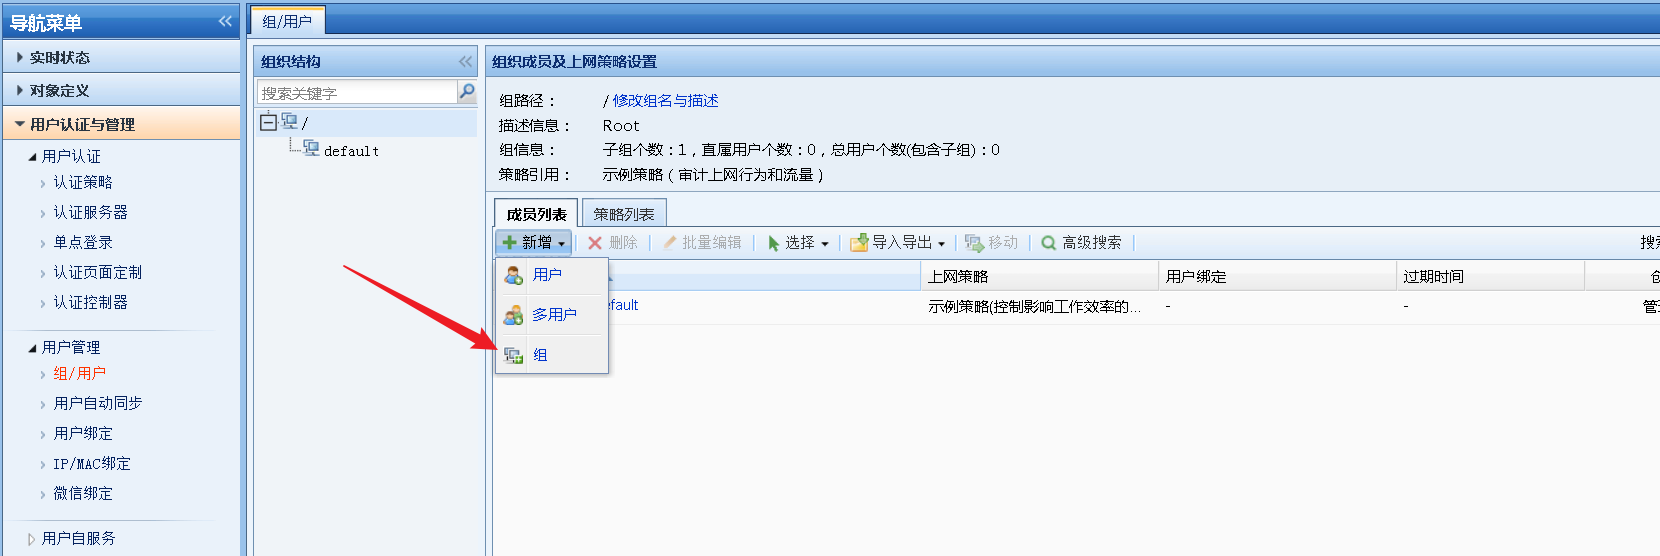 导航菜单
实时状态
对象定义
用户认证与管理
用户认证
认证策略
认证服务器
单点登录
认证页面定制
认证控制器
用户管理
组/用户
用户自动同步
用户绑定
IP/MAC绑定
微信绑定
用户自服务
组/用户
组织结构
搜索关键字
/
default
组织成员及上网策略设置
组路径： / 修改组名与描述
描述信息： Root
组信息： 子组个数：1，直属用户个数：0，总用户个数(包含子组)：0
策略引用： 示例策略（审计上网行为和流量）
成员列表 策略列表
新增 删除 批量编辑 选择 导入导出 移动 高级搜索
上网策略 用户绑定 过期时间
efault 示例策略(控制影响工作效率的... - -
用户
多用户
组